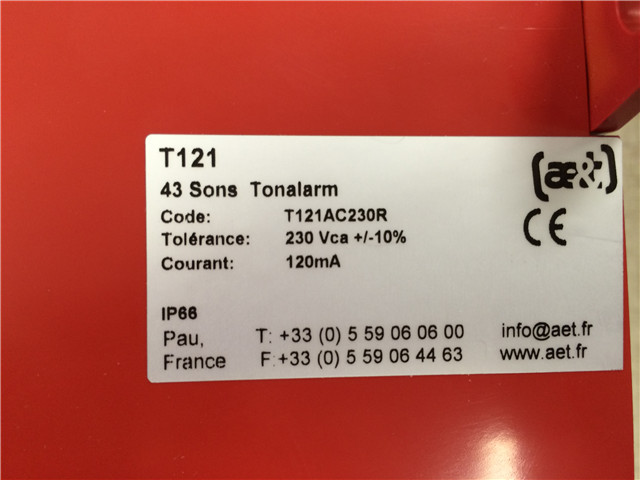 T121
43 Sons Tonalarm
Code: T121AC230R
Tolérance: 230 Vca +/-10%
Courant: 120mA
(ae&t)
CE
IP66
Pau, T: +33 (0) 5 59 06 06 00 info@aet.fr
France F:+33 (0) 5 59 06 44 63 www.aet.fr